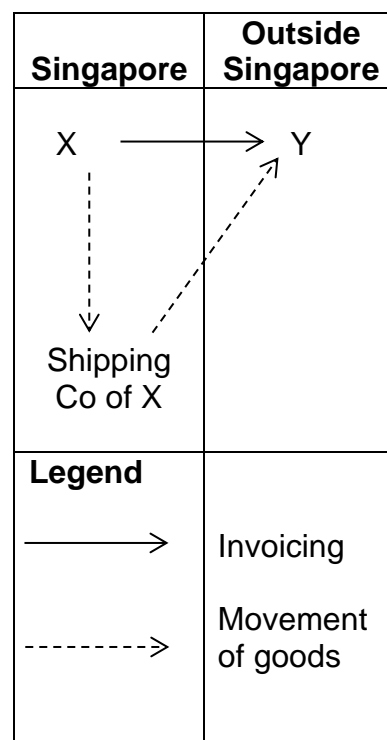 Singapore
Outside
Singapore
X
Y
Shipping
Co of X
Legend
Invoicing
Movement
of goods